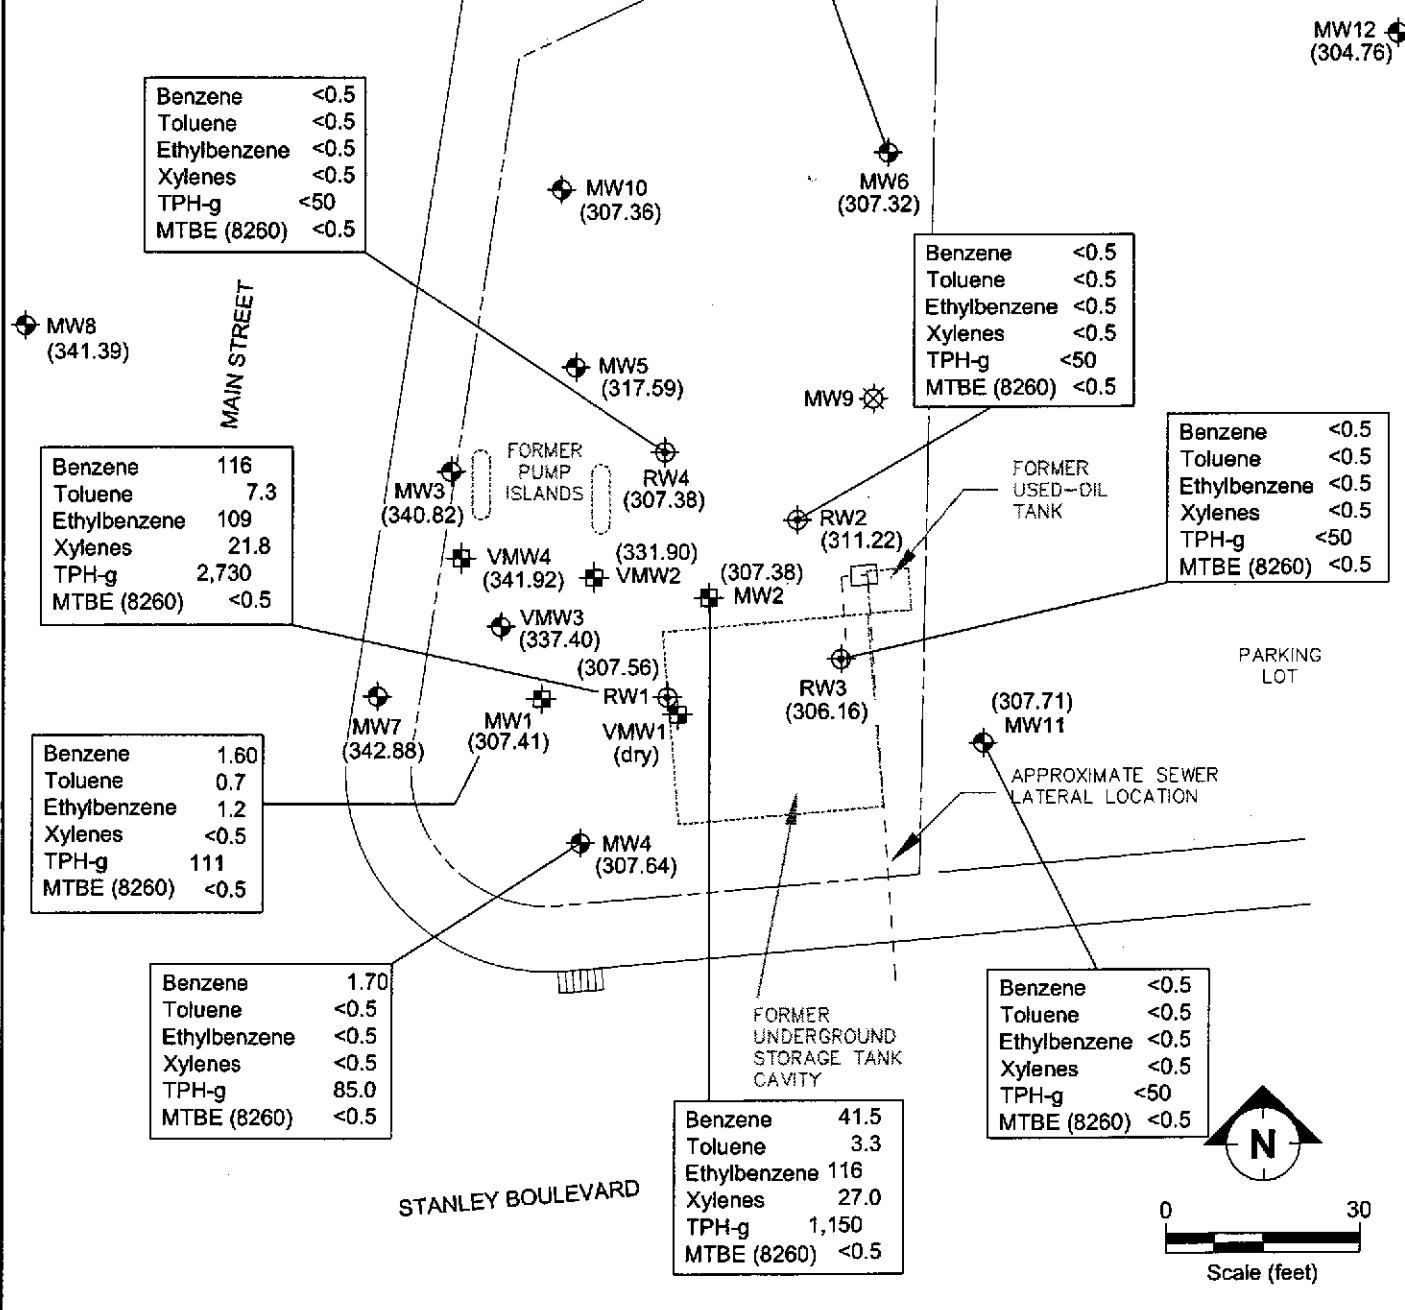 MW12
(304.76)
Benzene <0.5
Toluene <0.5
Ethylbenzene <0.5
Xylenes <0.5
TPH-g <50
MTBE (8260) <0.5
MW10
(307.36)
MW6
(307.32)
Benzene <0.5
Toluene <0.5
Ethylbenzene <0.5
Xylenes <0.5
TPH-g <50
MTBE (8260) <0.5
MW8
(341.39)
MAIN STREET
MW5
(317.59)
MW9
Benzene <0.5
Toluene <0.5
Ethylbenzene <0.5
Xylenes <0.5
TPH-g <50
MTBE (8260) <0.5
Benzene 116
Toluene 7.3
Ethylbenzene 109
Xylenes 21.8
TPH-g 2,730
MTBE (8260) <0.5
MW3
(340.82)
FORMER
PUMP
ISLANDS
RW4
(307.38)
FORMER
USED-OIL
TANK
RW2
(311.22)
VMW4
(341.92)
(331.90)
VMW2
(307.38)
MW2
VMW3
(337.40)
(307.56)
RW1
VMW1
(dry)
RW3
(306.16)
PARKING
LOT
MW7
(342.88)
MW1
(307.41)
(307.71)
MW11
Benzene 1.60
Toluene 0.7
Ethylbenzene 1.2
Xylenes <0.5
TPH-g 111
MTBE (8260) <0.5
APPROXIMATE SEWER
LATERAL LOCATION
MW4
(307.64)
Benzene 1.70
Toluene <0.5
Ethylbenzene <0.5
Xylenes <0.5
TPH-g 85.0
MTBE (8260) <0.5
FORMER
UNDERGROUND
STORAGE TANK
CAVITY
Benzene <0.5
Toluene <0.5
Ethylbenzene <0.5
Xylenes <0.5
TPH-g <50
MTBE (8260) <0.5
Benzene 41.5
Toluene 3.3
Ethylbenzene 116
Xylenes 27.0
TPH-g 1,150
MTBE (8260) <0.5
STANLEY BOULEVARD
N
0 30
Scale (feet)